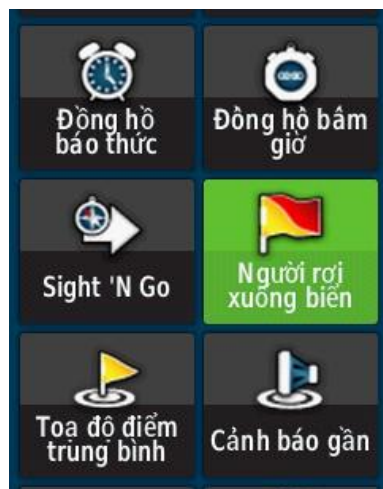 Đồng hồ
báo thức
Đồng hồ bấm
giờ
Sight 'N Go
Người rơi
xuống biển
Tọa độ điểm
trung bình
Cảnh báo gần